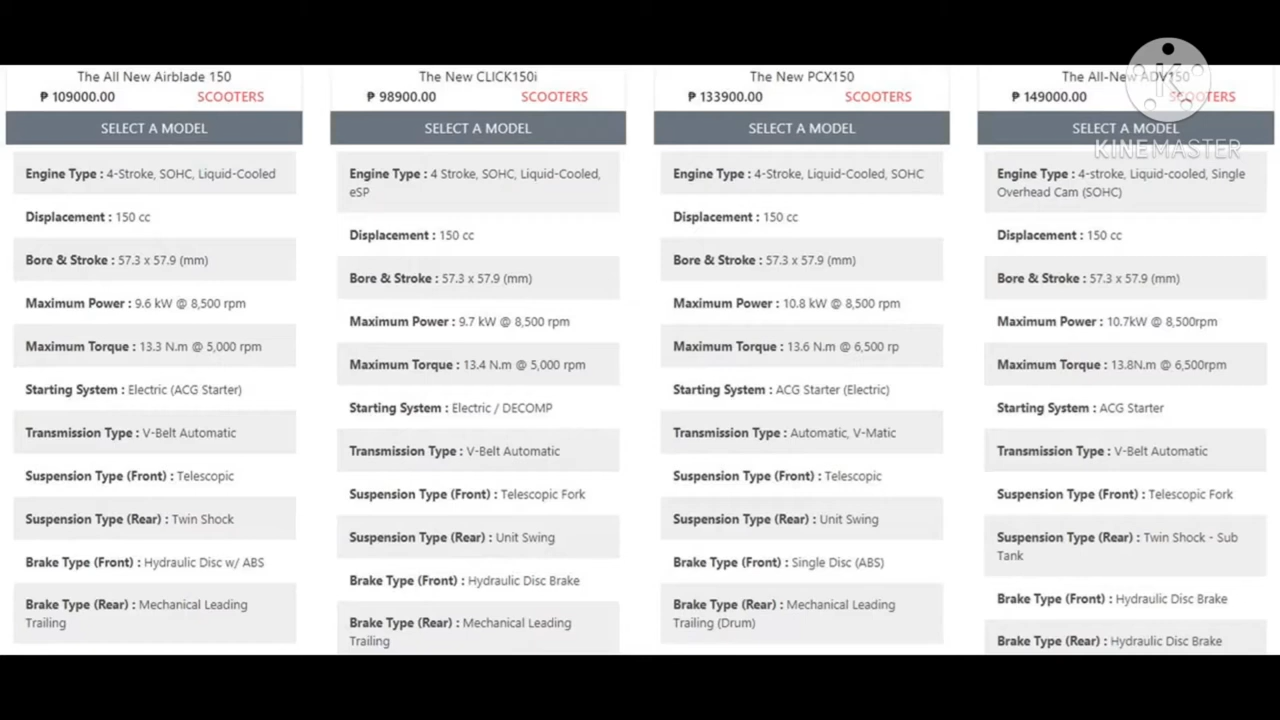 The All New Airblade 150
₱ 109000.00 SCOOTERS
SELECT A MODEL
Engine Type : 4-Stroke, SOHC, Liquid-Cooled
Displacement : 150 cc
Bore & Stroke : 57.3 x 57.9 (mm)
Maximum Power : 9.6 kW @ 8,500 rpm
Maximum Torque : 13.3 N.m @ 5,000 rpm
Starting System : Electric (ACG Starter)
Transmission Type : V-Belt Automatic
Suspension Type (Front) : Telescopic
Suspension Type (Rear) : Twin Shock
Brake Type (Front) : Hydraulic Disc w/ ABS
Brake Type (Rear) : Mechanical Leading
Trailing
The New CLICK150i
₱ 98900.00 SCOOTERS
SELECT A MODEL
Engine Type : 4 Stroke, SOHC, Liquid-Cooled,
eSP
Displacement : 150 cc
Bore & Stroke : 57.3 x 57.9 (mm)
Maximum Power : 9.7 kW @ 8,500 rpm
Maximum Torque : 13.4 N.m @ 5,000 rpm
Starting System : Electric / DECOMP
Transmission Type : V-Belt Automatic
Suspension Type (Front) : Telescopic Fork
Suspension Type (Rear) : Unit Swing
Brake Type (Front) : Hydraulic Disc Brake
Brake Type (Rear) : Mechanical Leading
Trailing
The New PCX150
₱ 133900.00 SCOOTERS
SELECT A MODEL
Engine Type : 4-Stroke, Liquid-Cooled, SOHC
Displacement : 150 cc
Bore & Stroke : 57.3 x 57.9 (mm)
Maximum Power : 10.8 kW @ 8,500 rpm
Maximum Torque : 13.6 N.m @ 6,500 rp
Starting System : ACG Starter (Electric)
Transmission Type : Automatic, V-Matic
Suspension Type (Front) : Telescopic
Suspension Type (Rear) : Unit Swing
Brake Type (Front) : Single Disc (ABS)
Brake Type (Rear) : Mechanical Leading
Trailing (Drum)
The All-New ADV150
₱ 149000.00 SCOOTERS
SELECT A MODEL
Engine Type : 4-stroke, Liquid-cooled, Single
Overhead Cam (SOHC)
Displacement : 150 cc
Bore & Stroke : 57.3 x 57.9 (mm)
Maximum Power : 10.7kW @ 8,500rpm
Maximum Torque : 13.8N.m @ 6,500rpm
Starting System : ACG Starter
Transmission Type : V-Belt Automatic
Suspension Type (Front) : Telescopic Fork
Suspension Type (Rear) : Twin Shock - Sub
Tank
Brake Type (Front) : Hydraulic Disc Brake
Brake Type (Rear) : Hydraulic Disc Brake
K
KINEMASTER